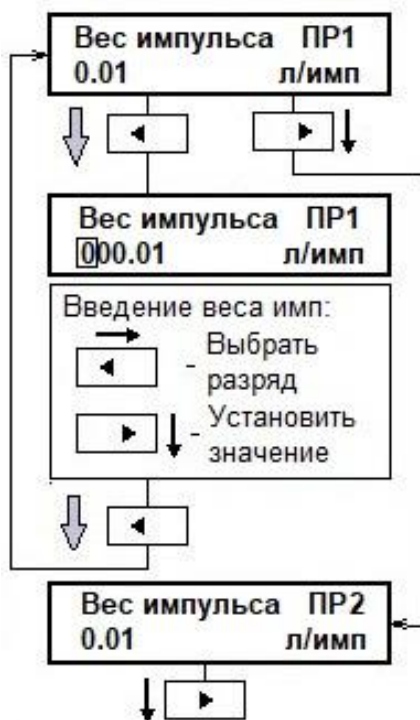 Вес импульса ПР1
0.01 л/имп
Вес импульса ПР1
000.01 л/имп
Введение веса имп:
- Выбрать
разряд
- Установить
значение
Вес импульса ПР2
0.01 л/имп